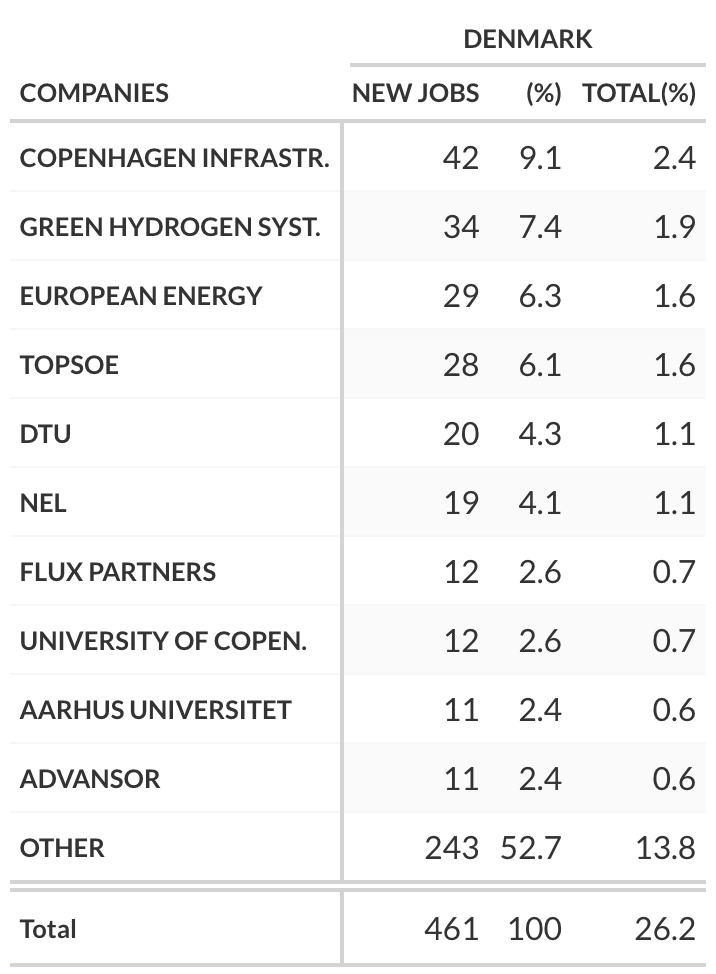 DENMARK
COMPANIES NEW JOBS (%) TOTAL(%)
COPENHAGEN INFRASTR. 42 9.1 2.4
GREEN HYDROGEN SYST. 34 7.4 1.9
EUROPEAN ENERGY 29 6.3 1.6
TOPSOE 28 6.1 1.6
DTU 20 4.3 1.1
NEL 19 4.1 1.1
FLUX PARTNERS 12 2.6 0.7
UNIVERSITY OF COPEN. 12 2.6 0.7
AARHUS UNIVERSITET 11 2.4 0.6
ADVANSOR 11 2.4 0.6
OTHER 243 52.7 13.8
Total 461 100 26.2